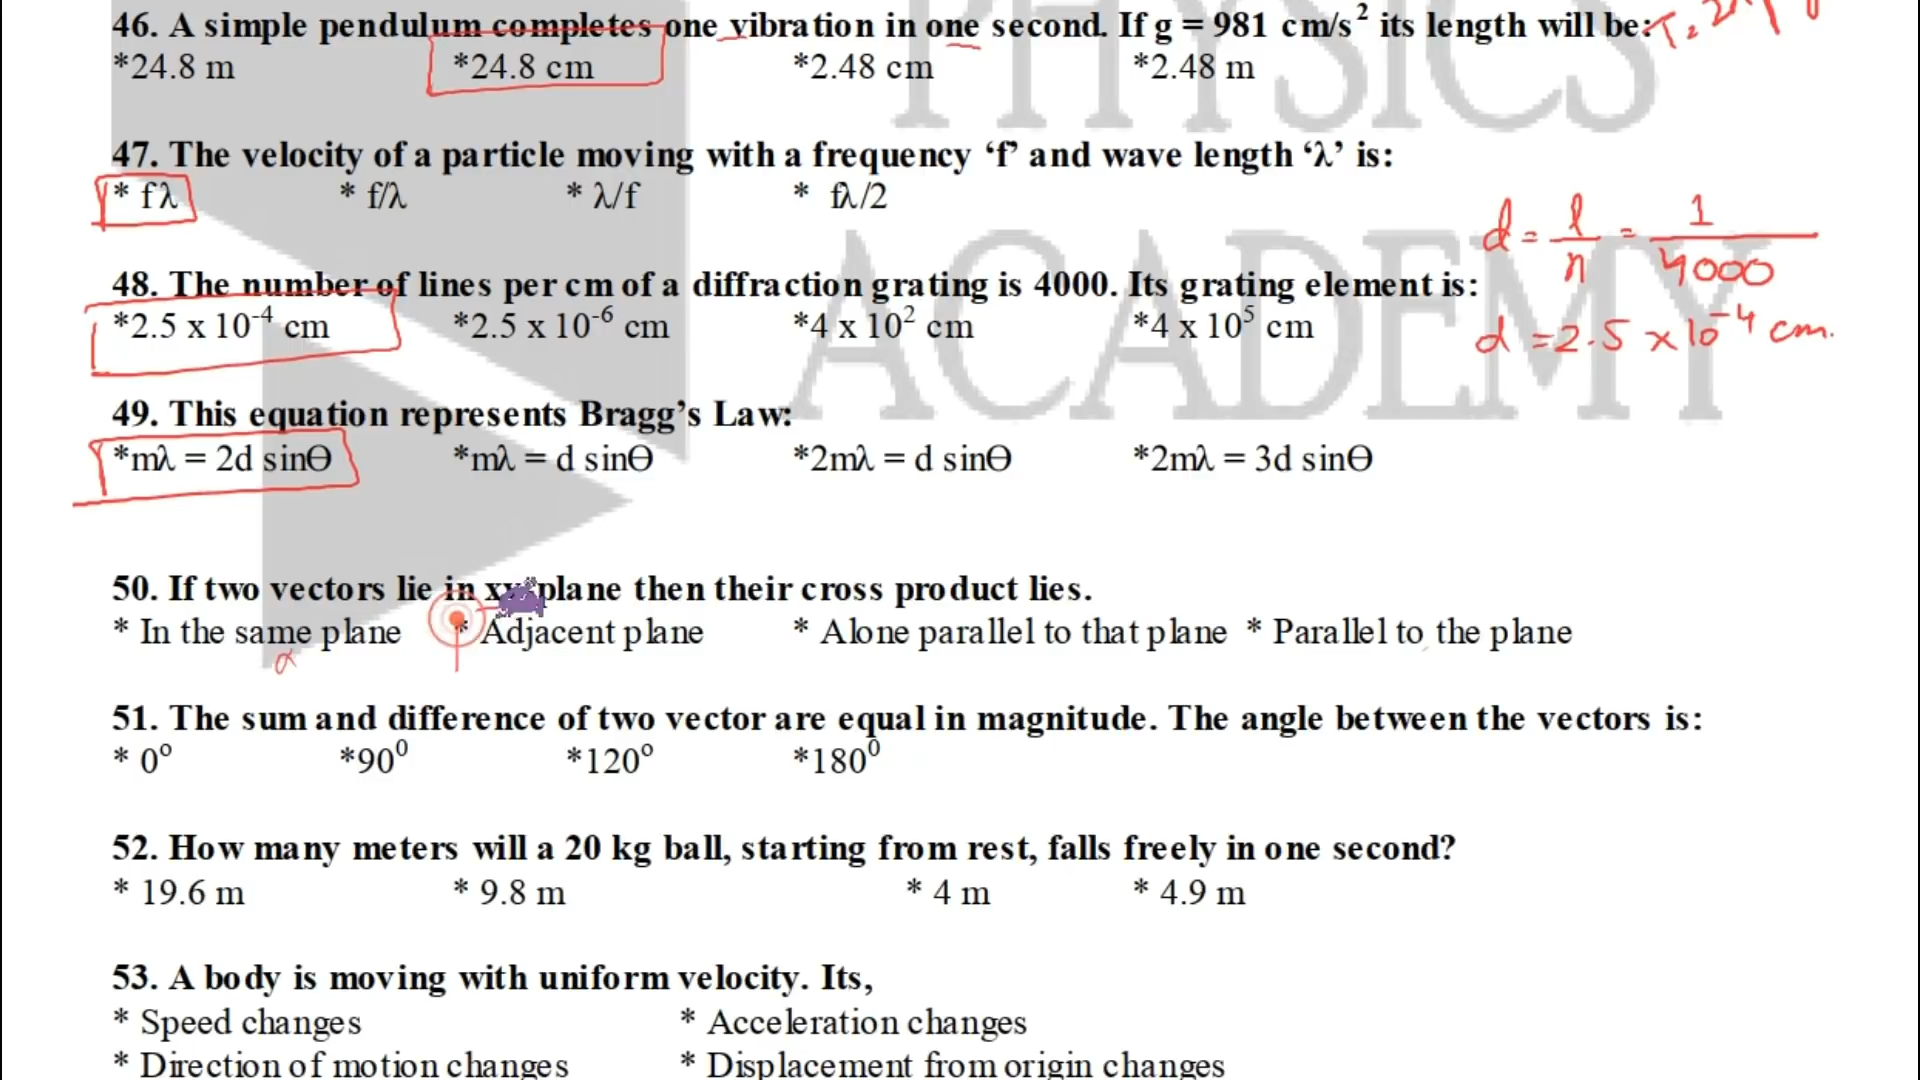 46. A simple pendulum completes one vibration in one second. If g = 981 cm/s² its length will be: T =
*24.8 m *24.8 cm *2.48 cm *2.48 m
PHYSICS
47. The velocity of a particle moving with a frequency ‘f’ and wave length ‘λ’ is:
* fλ * f/λ * λ/f * fλ/2
ACADEMY
d = l/n = 1/4000
48. The number of lines per cm of a diffraction grating is 4000. Its grating element is:
*2.5 x 10⁻⁴ cm *2.5 x 10⁻⁶ cm *4 x 10² cm *4 x 10⁵ cm
d = 2.5 x 10⁻⁴ cm.
49. This equation represents Bragg’s Law:
*mλ = 2d sinӨ *mλ = d sinӨ *2mλ = d sinӨ *2mλ = 3d sinӨ
50. If two vectors lie in plane then their cross product lies.
* In the same plane * Adjacent plane * Alone parallel to that plane * Parallel to the plane
51. The sum and difference of two vector are equal in magnitude. The angle between the vectors is:
* 0º *90⁰ *120º *180⁰
52. How many meters will a 20 kg ball, starting from rest, falls freely in one second?
* 19.6 m * 9.8 m * 4 m * 4.9 m
53. A body is moving with uniform velocity. Its,
* Speed changes * Acceleration changes
* Direction of motion changes * Displacement from origin changes